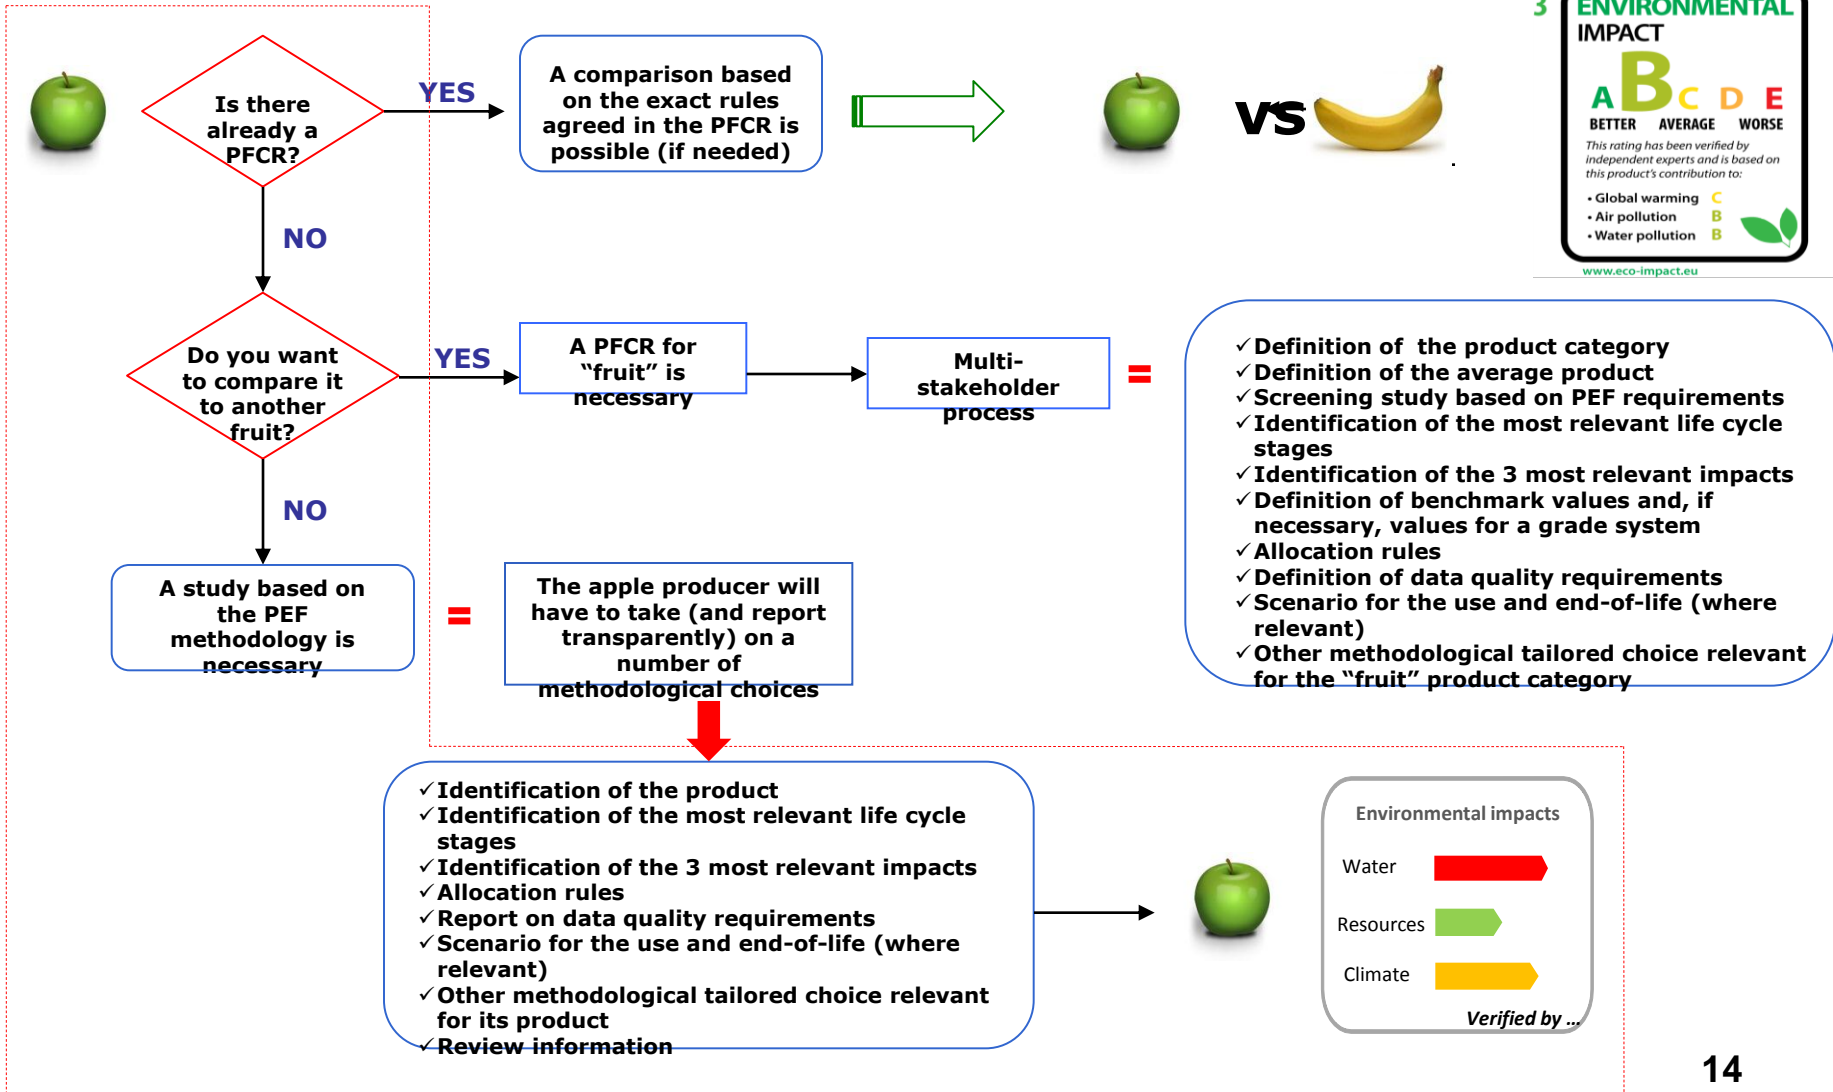 Is there
already a
PFCR?
YES
A comparison based
on the exact rules
agreed in the PFCR is
possible (if needed)
vs
.
3
ENVIRONMENTAL
IMPACT
A B C D E
BETTER AVERAGE WORSE
This rating has been verified by
independent experts and is based on
this product's contribution to:
• Global warming C
• Air pollution B
• Water pollution B
www.eco-impact.eu
NO
Do you want
to compare it
to another
fruit?
YES
A PFCR for
“fruit” is
necessary
Multi-
stakeholder
process
=
✓Definition of the product category
✓Definition of the average product
✓Screening study based on PEF requirements
✓Identification of the most relevant life cycle
stages
✓Identification of the 3 most relevant impacts
✓Definition of benchmark values and, if
necessary, values for a grade system
✓Allocation rules
✓Definition of data quality requirements
✓Scenario for the use and end-of-life (where
relevant)
✓Other methodological tailored choice relevant
for the “fruit” product category
NO
A study based on
the PEF
methodology is
necessary
=
The apple producer will
have to take (and report
transparently) on a
number of
methodological choices
✓Identification of the product
✓Identification of the most relevant life cycle
stages
✓Identification of the 3 most relevant impacts
✓Allocation rules
✓Report on data quality requirements
✓Scenario for the use and end-of-life (where
relevant)
✓Other methodological tailored choice relevant
for its product
✓Review information
Environmental impacts
Water
Resources
Climate
Verified by ...
14